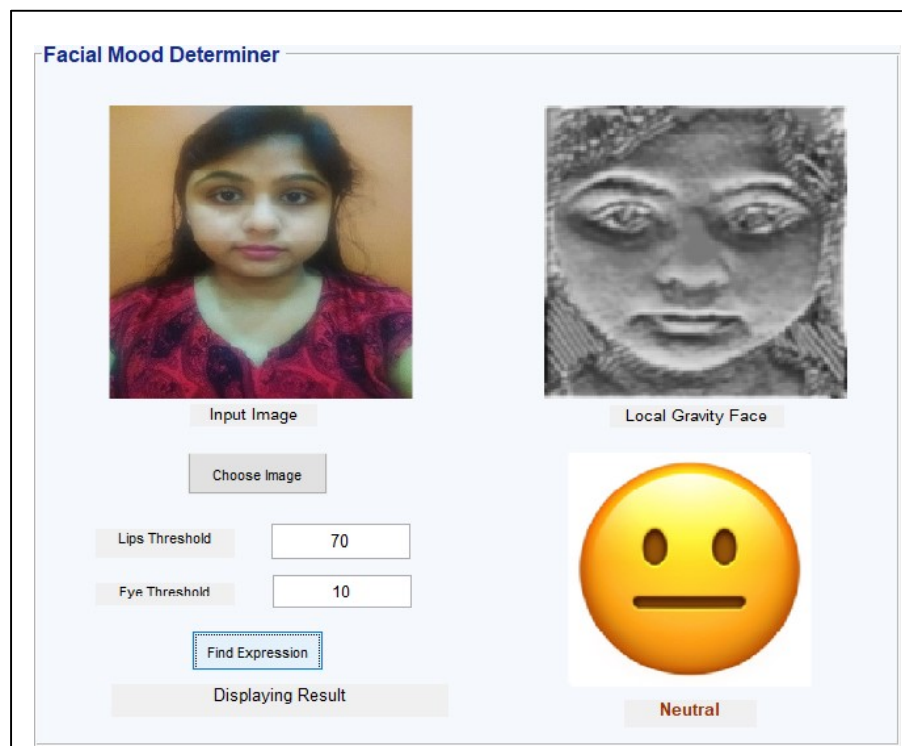 Facial Mood Determiner
Input Image
Local Gravity Face
Choose Image
Lips Threshold
70
Eye Threshold
10
Find Expression
Displaying Result
Neutral